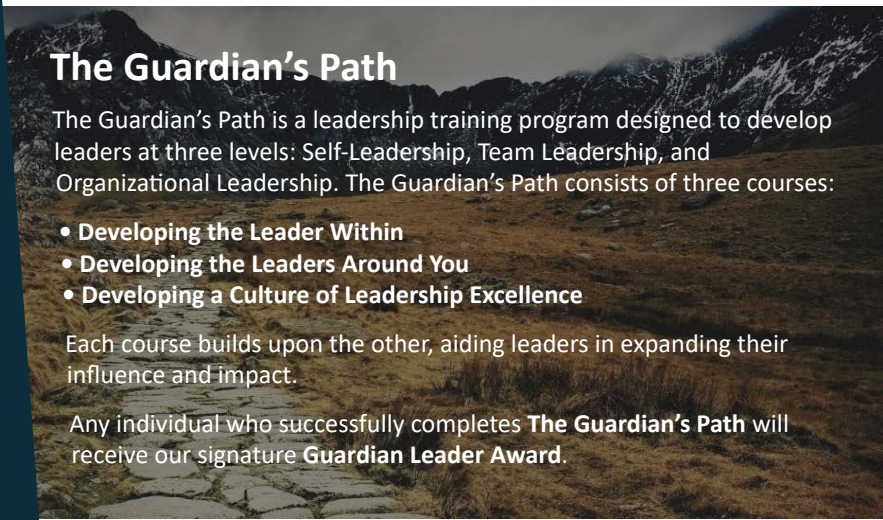 The Guardian’s Path
The Guardian’s Path is a leadership training program designed to develop
leaders at three levels: Self-Leadership, Team Leadership, and
Organizational Leadership. The Guardian’s Path consists of three courses:
• Developing the Leader Within
• Developing the Leaders Around You
• Developing a Culture of Leadership Excellence
Each course builds upon the other, aiding leaders in expanding their
influence and impact.
Any individual who successfully completes The Guardian’s Path will
receive our signature Guardian Leader Award.